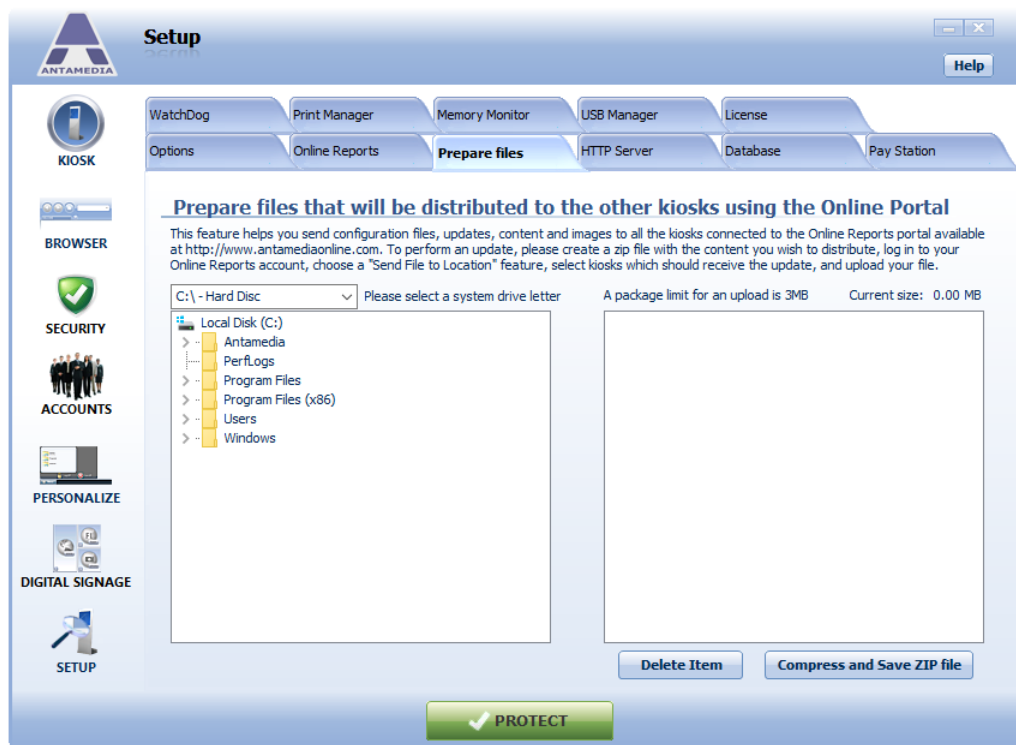 ANTAMEDIA
Setup
Help
WatchDog
Print Manager
Memory Monitor
USB Manager
License
Options
Online Reports
Prepare files
HTTP Server
Database
Pay Station
KIOSK
BROWSER
SECURITY
ACCOUNTS
PERSONALIZE
DIGITAL SIGNAGE
SETUP
Prepare files that will be distributed to the other kiosks using the Online Portal
This feature helps you send configuration files, updates, content and images to all the kiosks connected to the Online Reports portal available
at http://www.antamediaonline.com. To perform an update, please create a zip file with the content you wish to distribute, log in to your
Online Reports account, choose a "Send File to Location" feature, select kiosks which should receive the update, and upload your file.
C:\ - Hard Disc
Please select a system drive letter
A package limit for an upload is 3MB
Current size: 0.00 MB
Local Disk (C:)
Antamedia
PerfLogs
Program Files
Program Files (x86)
Users
Windows
Delete Item
Compress and Save ZIP file
PROTECT